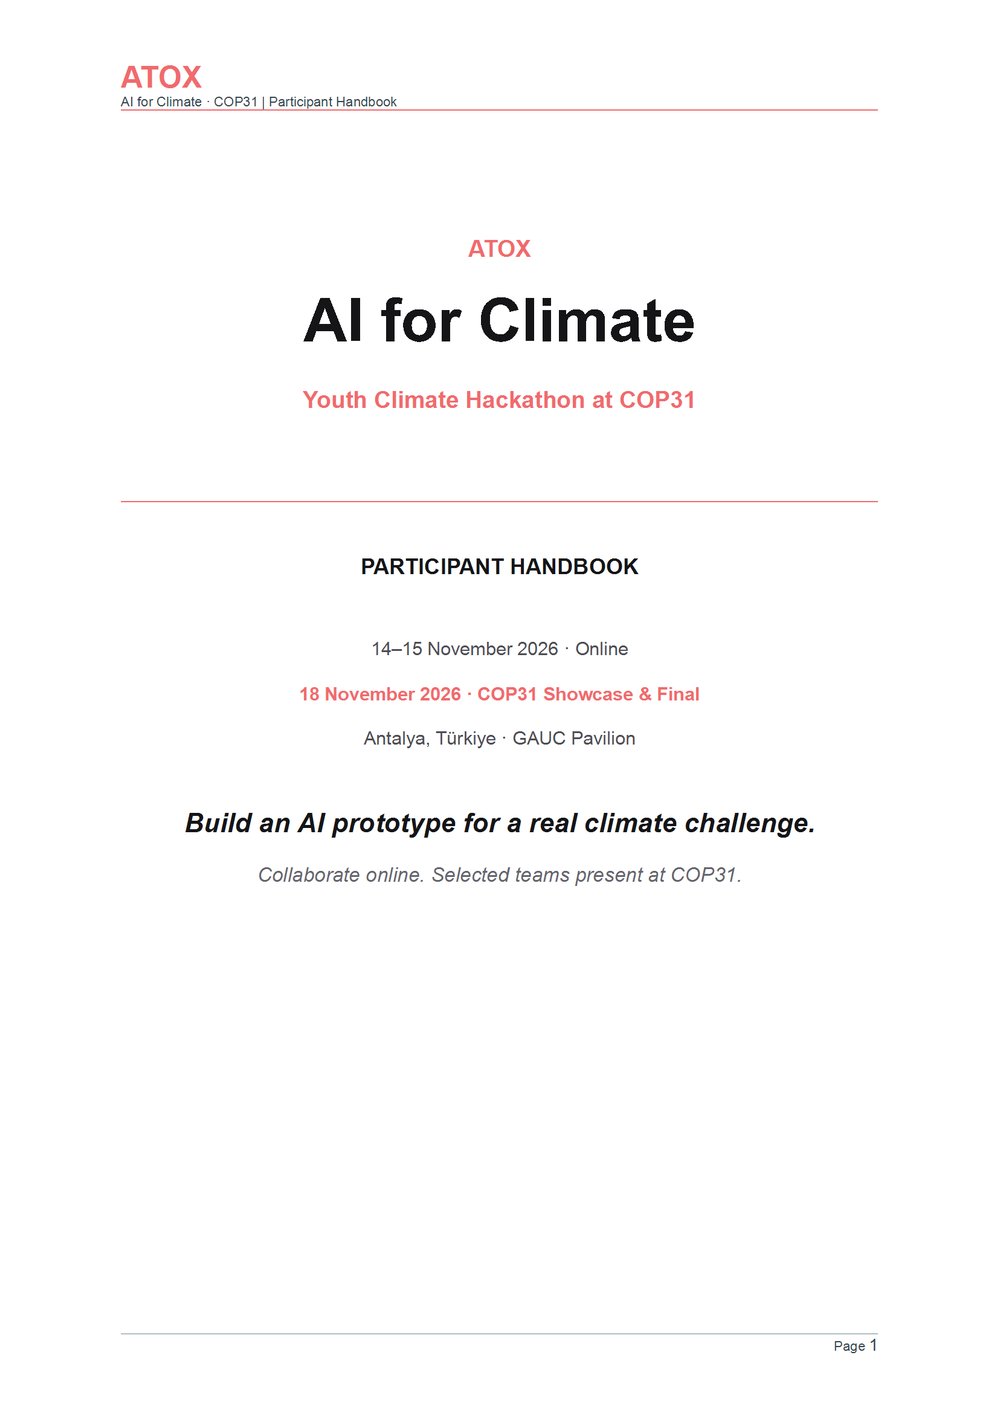 ATOX
AI for Climate · COP31 | Participant Handbook
ATOX
AI for Climate
Youth Climate Hackathon at COP31
PARTICIPANT HANDBOOK
14–15 November 2026 · Online
18 November 2026 · COP31 Showcase & Final
Antalya, Türkiye · GAUC Pavilion
Build an AI prototype for a real climate challenge.
Collaborate online. Selected teams present at COP31.
Page 1